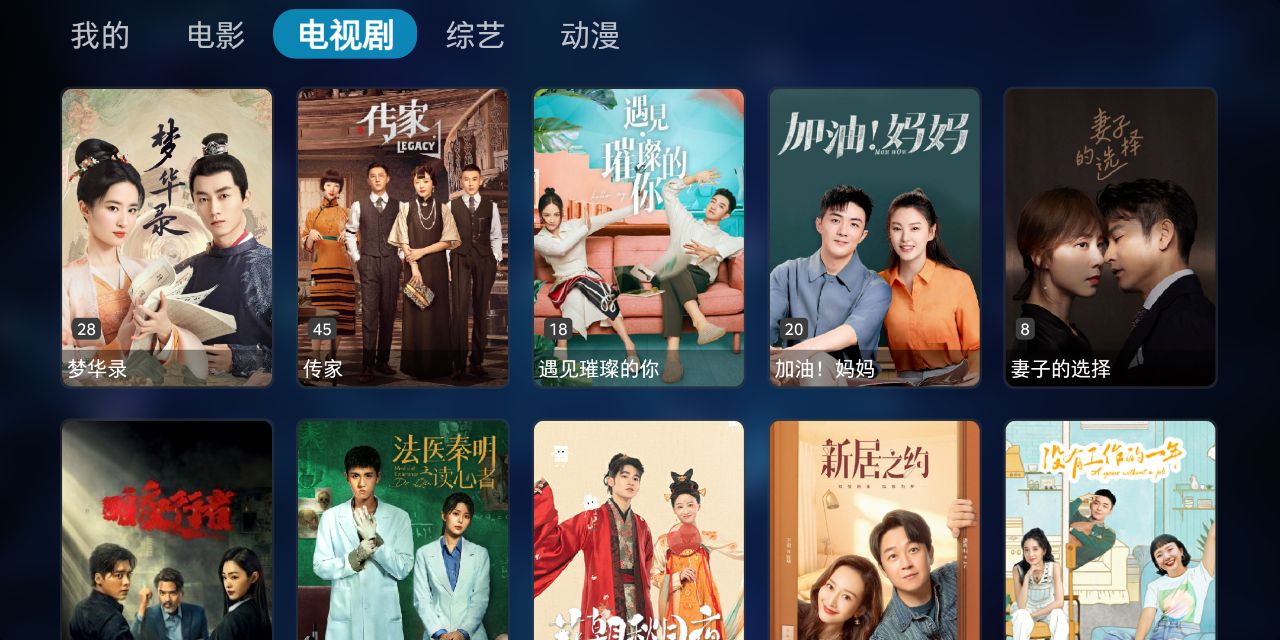 我的
电影
电视剧
综艺
动漫
梦华录
28
梦华录
传家
LEGACY
45
传家
遇见
璀璨的
你
18
遇见璀璨的你
加油!妈妈
20
加油！妈妈
妻子
的选择
8
妻子的选择
暗夜行者
法医秦明
之读心者
新居之约
没有工作的一年
A year without a job